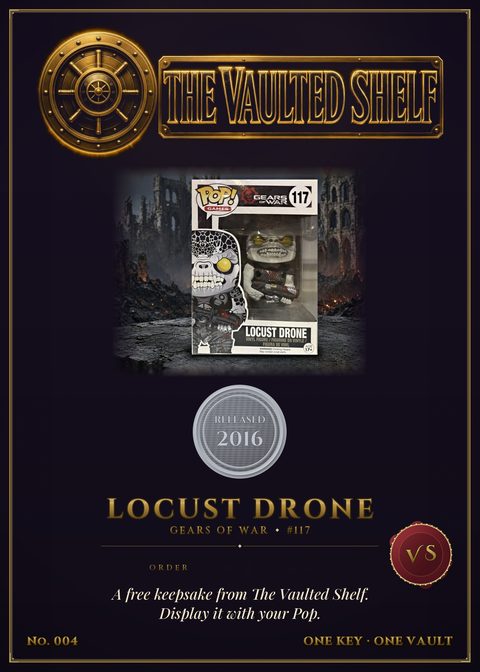 THE VAULTED SHELF
POP!
GAMES
GEARS OF WAR
117
LOCUST DRONE
RELEASED
2016
LOCUST DRONE
GEARS OF WAR • #117
ORDER
A free keepsake from The Vaulted Shelf.
Display it with your Pop.
VS
No. 004
ONE KEY · ONE VAULT